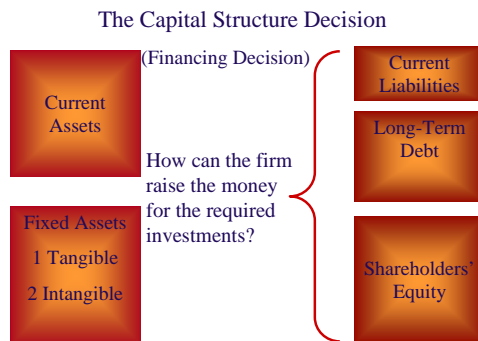 The Capital Structure Decision
(Financing Decision)
Current
Assets
How can the firm
raise the money
for the required
investments?
Fixed Assets
1 Tangible
2 Intangible
Current
Liabilities
Long-Term
Debt
Shareholders’
Equity